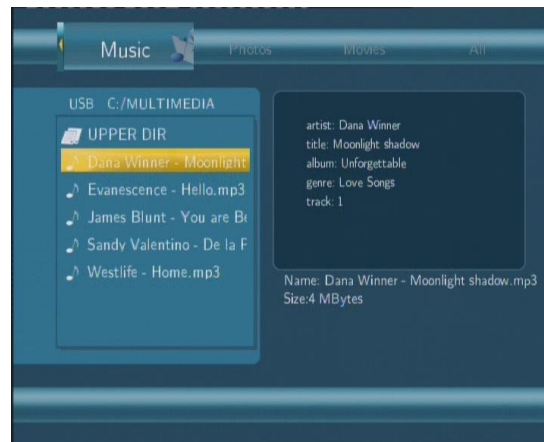 Music Photos Movies All
USB C:/MULTIMEDIA
UPPER DIR
Dana Winner - Moonlight
Evanescence - Hello.mp3
James Blunt - You are Be
Sandy Valentino - De la F
Westlife - Home.mp3
artist: Dana Winner
title: Moonlight shadow
album: Unforgettable
genre: Love Songs
track: 1
Name: Dana Winner - Moonlight shadow.mp3
Size:4 MBytes